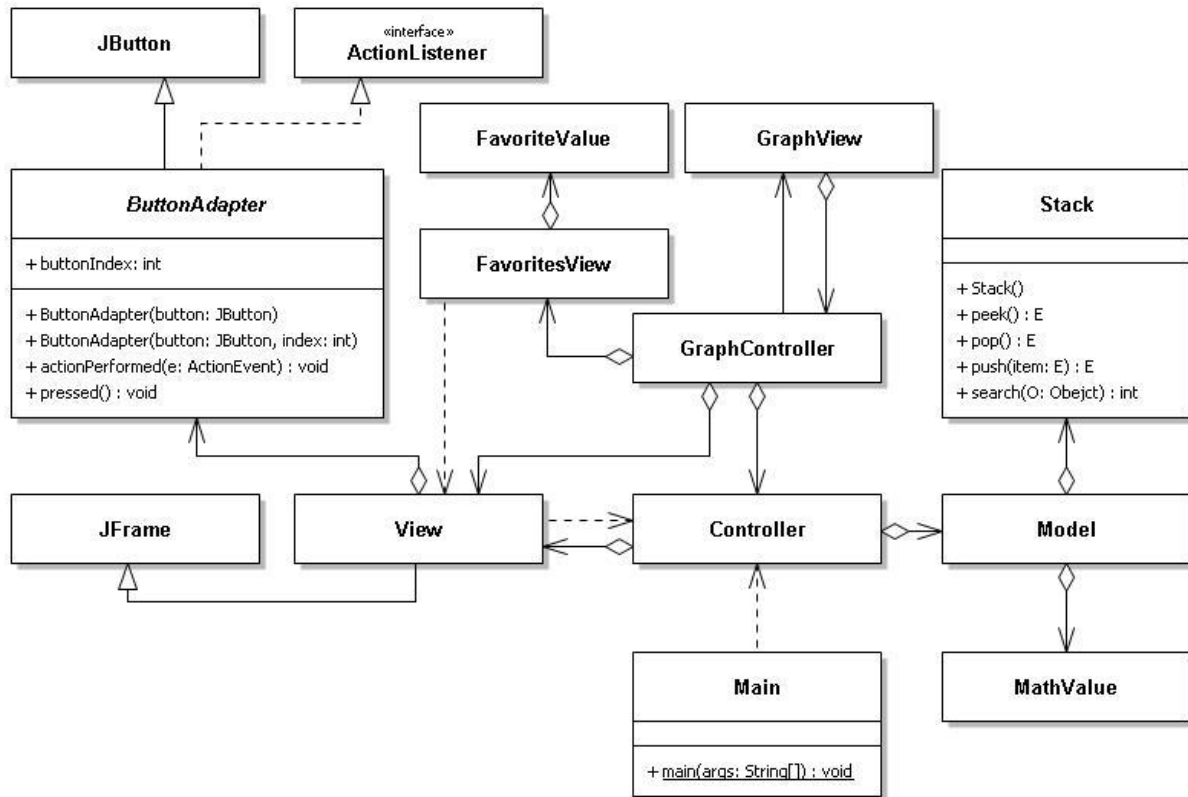 JButton
«interface»
ActionListener
FavoriteValue
GraphView
ButtonAdapter
+ buttonIndex: int
+ ButtonAdapter(button: JButton)
+ ButtonAdapter(button: JButton, index: int)
+ actionPerformed(e: ActionEvent) : void
+ pressed() : void
FavoritesView
Stack
+ Stack()
+ peek() : E
+ pop() : E
+ push(item: E) : E
+ search(O: Obejct) : int
GraphController
JFrame
View
Controller
Model
Main
+ main(args: String[]) : void
MathValue